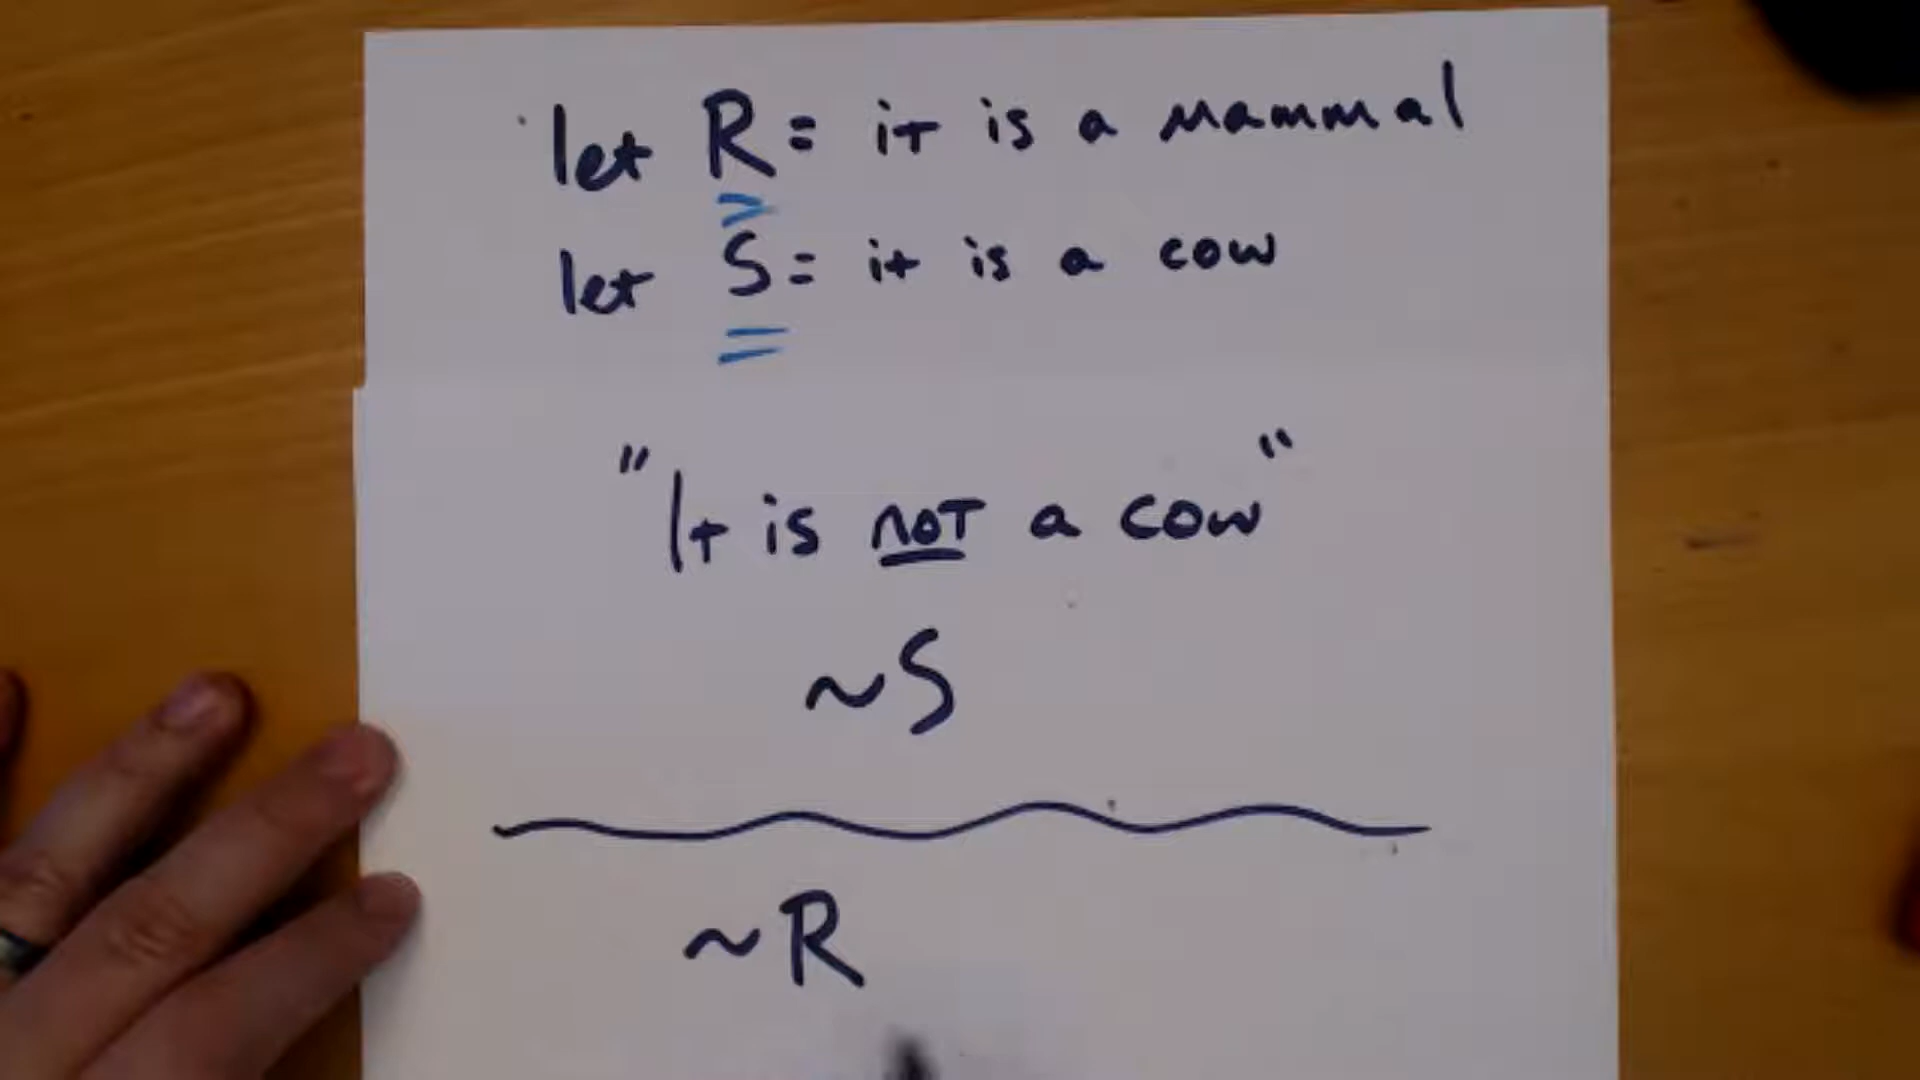 let R = it is a mammal
let S = it is a cow
"It is not a cow"
~S
~R